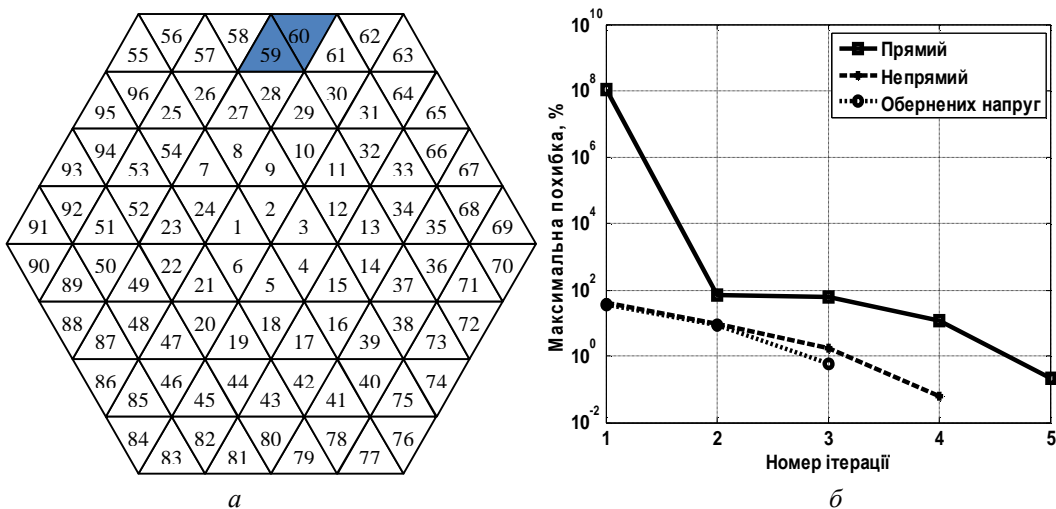 56 58 60 62
55 57 59 61 63
96 26 28 30 64
95 25 27 29 31 65
94 54 8 10 32 66
93 53 7 9 11 33 67
92 52 24 2 12 34 68
91 51 23 1 3 13 35 69
90 50 22 6 4 14 36 70
89 49 21 5 15 37 71
88 48 20 18 16 38 72
87 47 19 17 39 73
86 46 44 42 40 74
85 45 43 41 75
84 82 80 78 76
83 81 79 77
а
Максимальна похибка, %
10^10
10^8
10^6
10^4
10^2
10^0
10^-2
Прямий
Непрямий
Обернених напруг
1 2 3 4 5
Номер ітерації
б